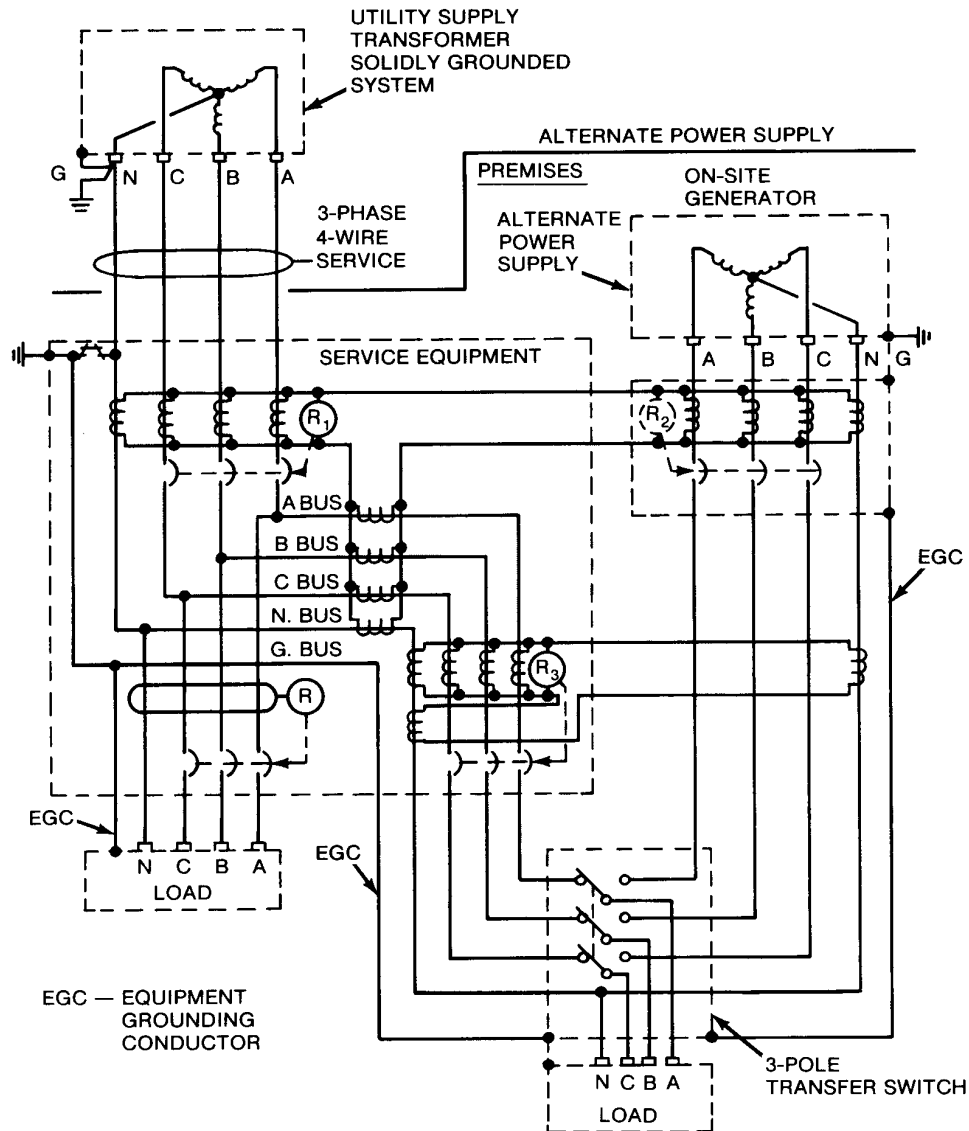 UTILITY SUPPLY
TRANSFORMER
SOLIDLY GROUNDED
SYSTEM
ALTERNATE POWER SUPPLY
G
N
C
B
A
PREMISES
ON-SITE
GENERATOR
3-PHASE
4-WIRE
SERVICE
ALTERNATE
POWER
SUPPLY
SERVICE EQUIPMENT
A
B
C
N
G
R1
R2
A BUS
B BUS
C BUS
N. BUS
G. BUS
EGC
R3
R
EGC
EGC
N C B A
LOAD
EGC — EQUIPMENT
GROUNDING
CONDUCTOR
3-POLE
TRANSFER SWITCH
N C B A
LOAD